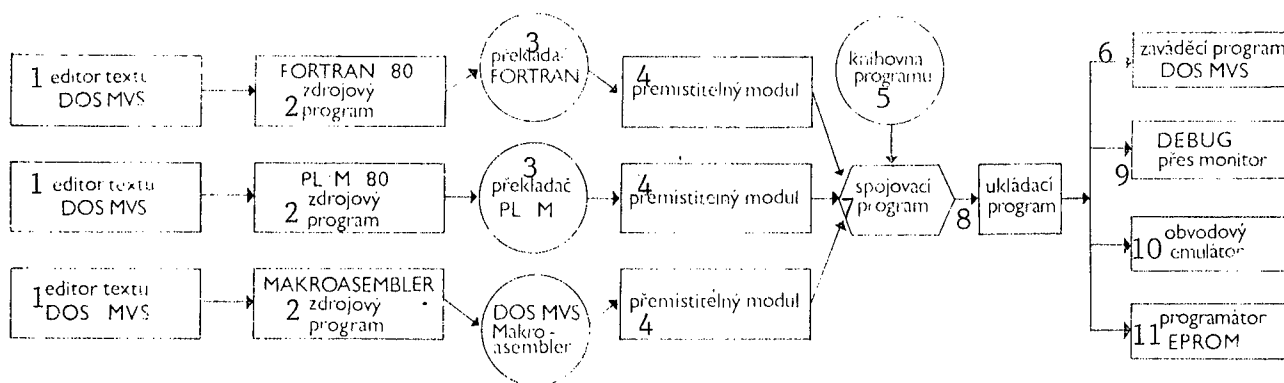 1 editor textu
DOS MVS
FORTRAN 80
zdrojový
2 program
3
překladač
FORTRAN
4
přemistitelný modul
knihovna
programu
5
6 zaváděcí program
DOS MVS
1 editor textu
DOS MVS
PL M 80
zdrojový
2 program
3
překladač
PL M
4
přemistitelný modul
spojovací
7 program
8
ukládací
program
DEBUG
přes monitor
9
1 editor textu
DOS MVS
MAKROASEMBLER
2 zdrojový
program
DOS MVS
Makro-
asembler
přemistitelný modul
4
10 obvodový
emulátor
11 programátor
EPROM